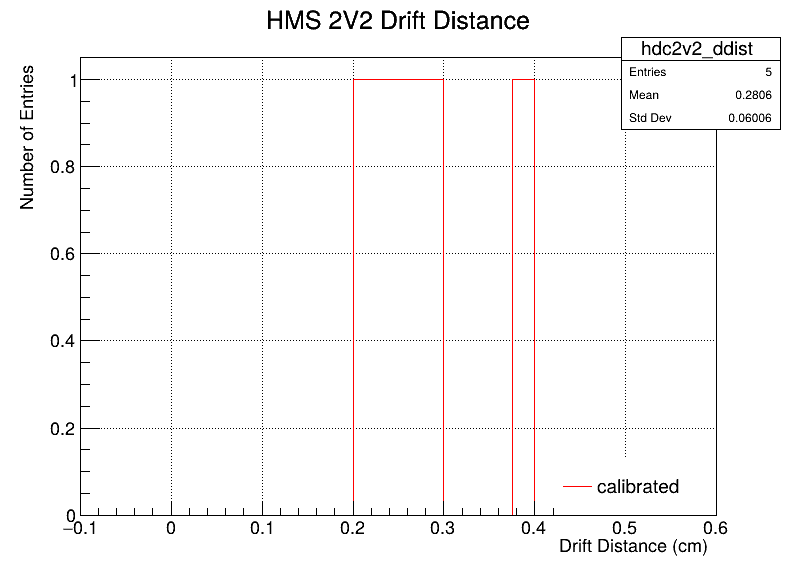 HMS 2V2 Drift Distance
hdc2v2_ddist
Entries 5
Mean 0.2806
Std Dev 0.06006
Number of Entries
1
0.8
0.6
0.4
0.2
0
−0.1 0 0.1 0.2 0.3 0.4 0.5 0.6
calibrated
Drift Distance (cm)